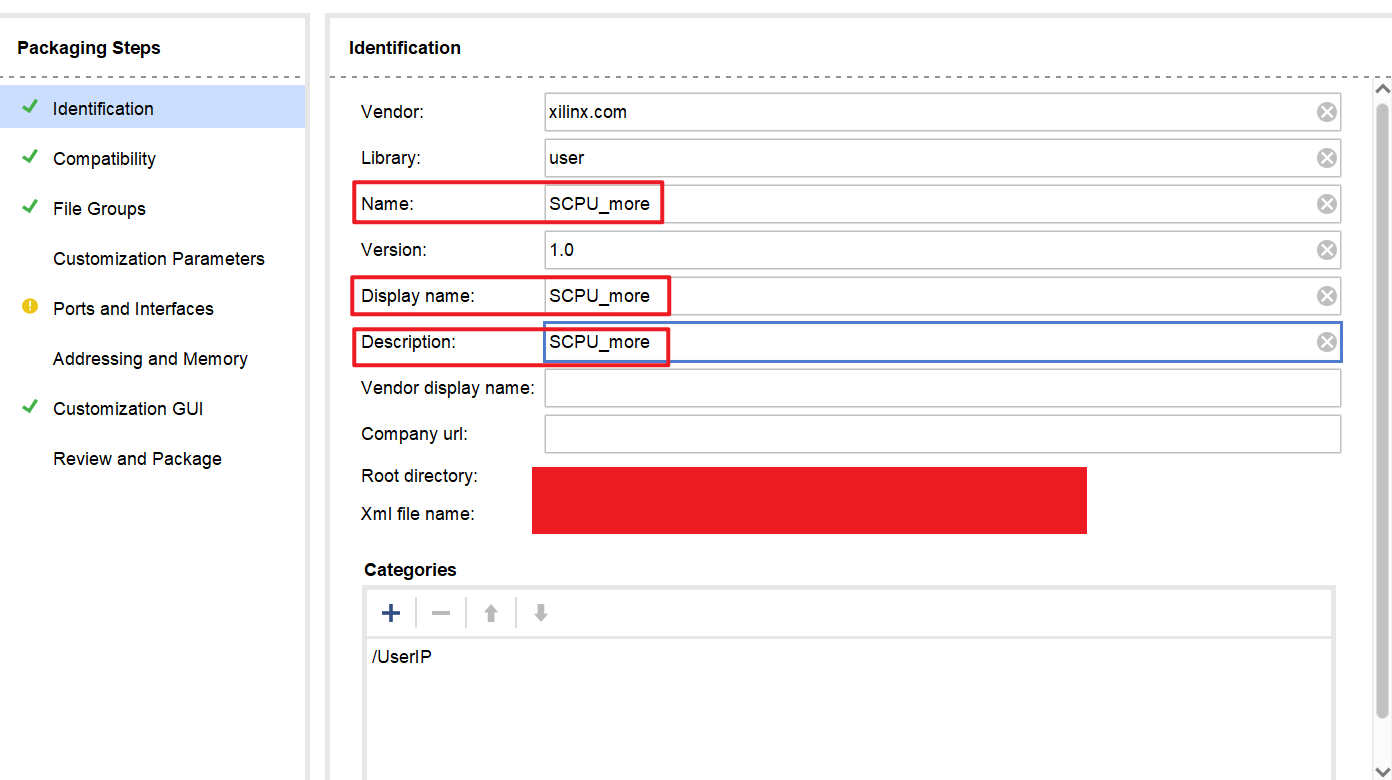 Packaging Steps
Identification
Compatibility
File Groups
Customization Parameters
Ports and Interfaces
Addressing and Memory
Customization GUI
Review and Package
Identification
Vendor: xilinx.com
Library: user
Name: SCPU_more
Version: 1.0
Display name: SCPU_more
Description: SCPU_more
Vendor display name:
Company url:
Root directory:
Xml file name:
Categories
/UserIP